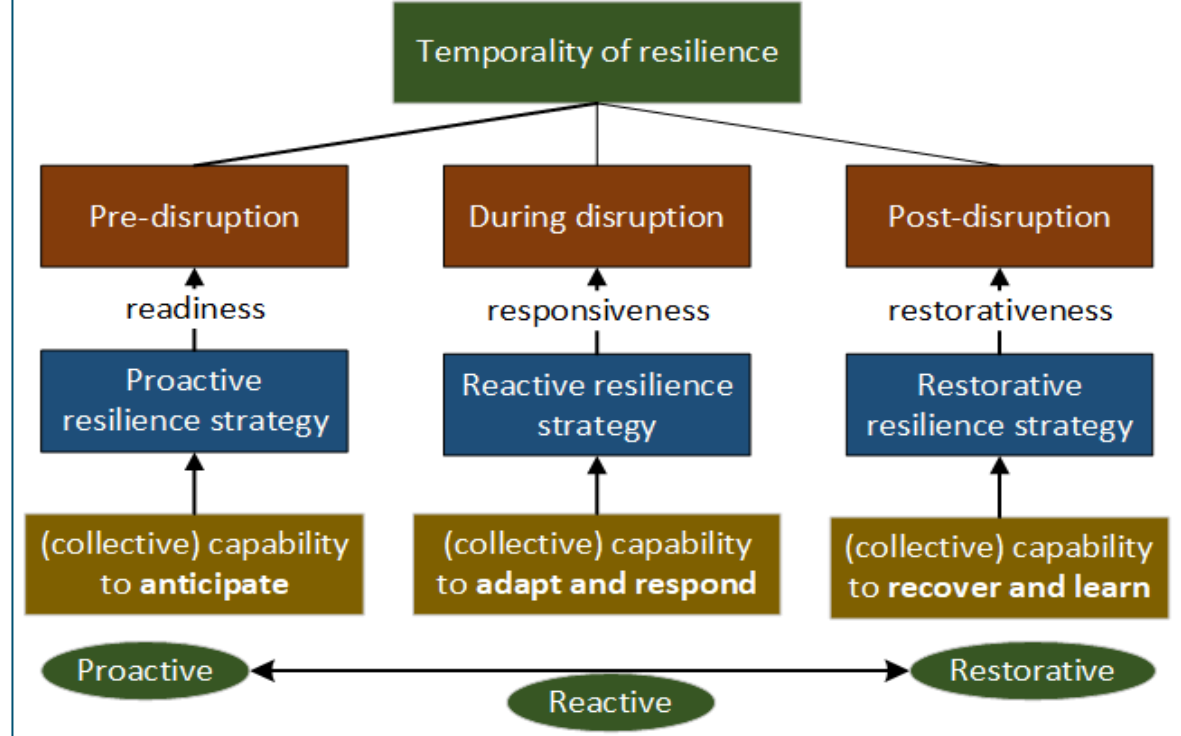 Temporality of resilience
Pre-disruption
During disruption
Post-disruption
readiness
responsiveness
restorativeness
Proactive
resilience strategy
Reactive resilience
strategy
Restorative
resilience strategy
(collective) capability
to anticipate
(collective) capability
to adapt and respond
(collective) capability
to recover and learn
Proactive
Reactive
Restorative